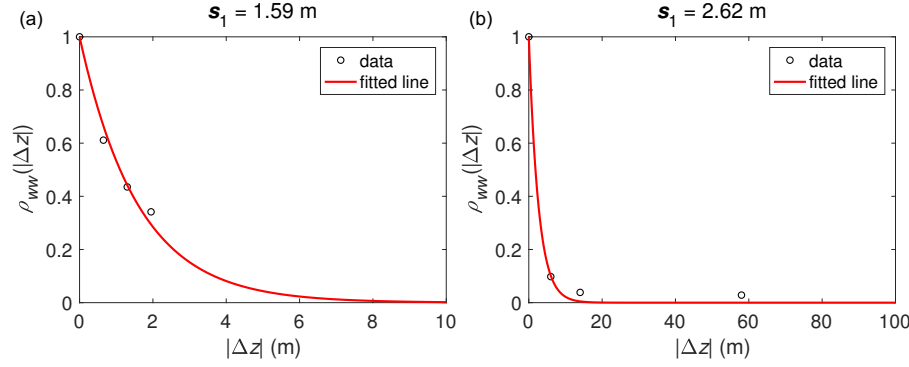 (a)
s₁ = 1.59 m
1
0.8
0.6
0.4
0.2
0
ρww(|Δz|)
data
fitted line
0 2 4 6 8 10
|Δz| (m)
(b)
s₁ = 2.62 m
1
0.8
0.6
0.4
0.2
0
ρww(|Δz|)
data
fitted line
0 20 40 60 80 100
|Δz| (m)